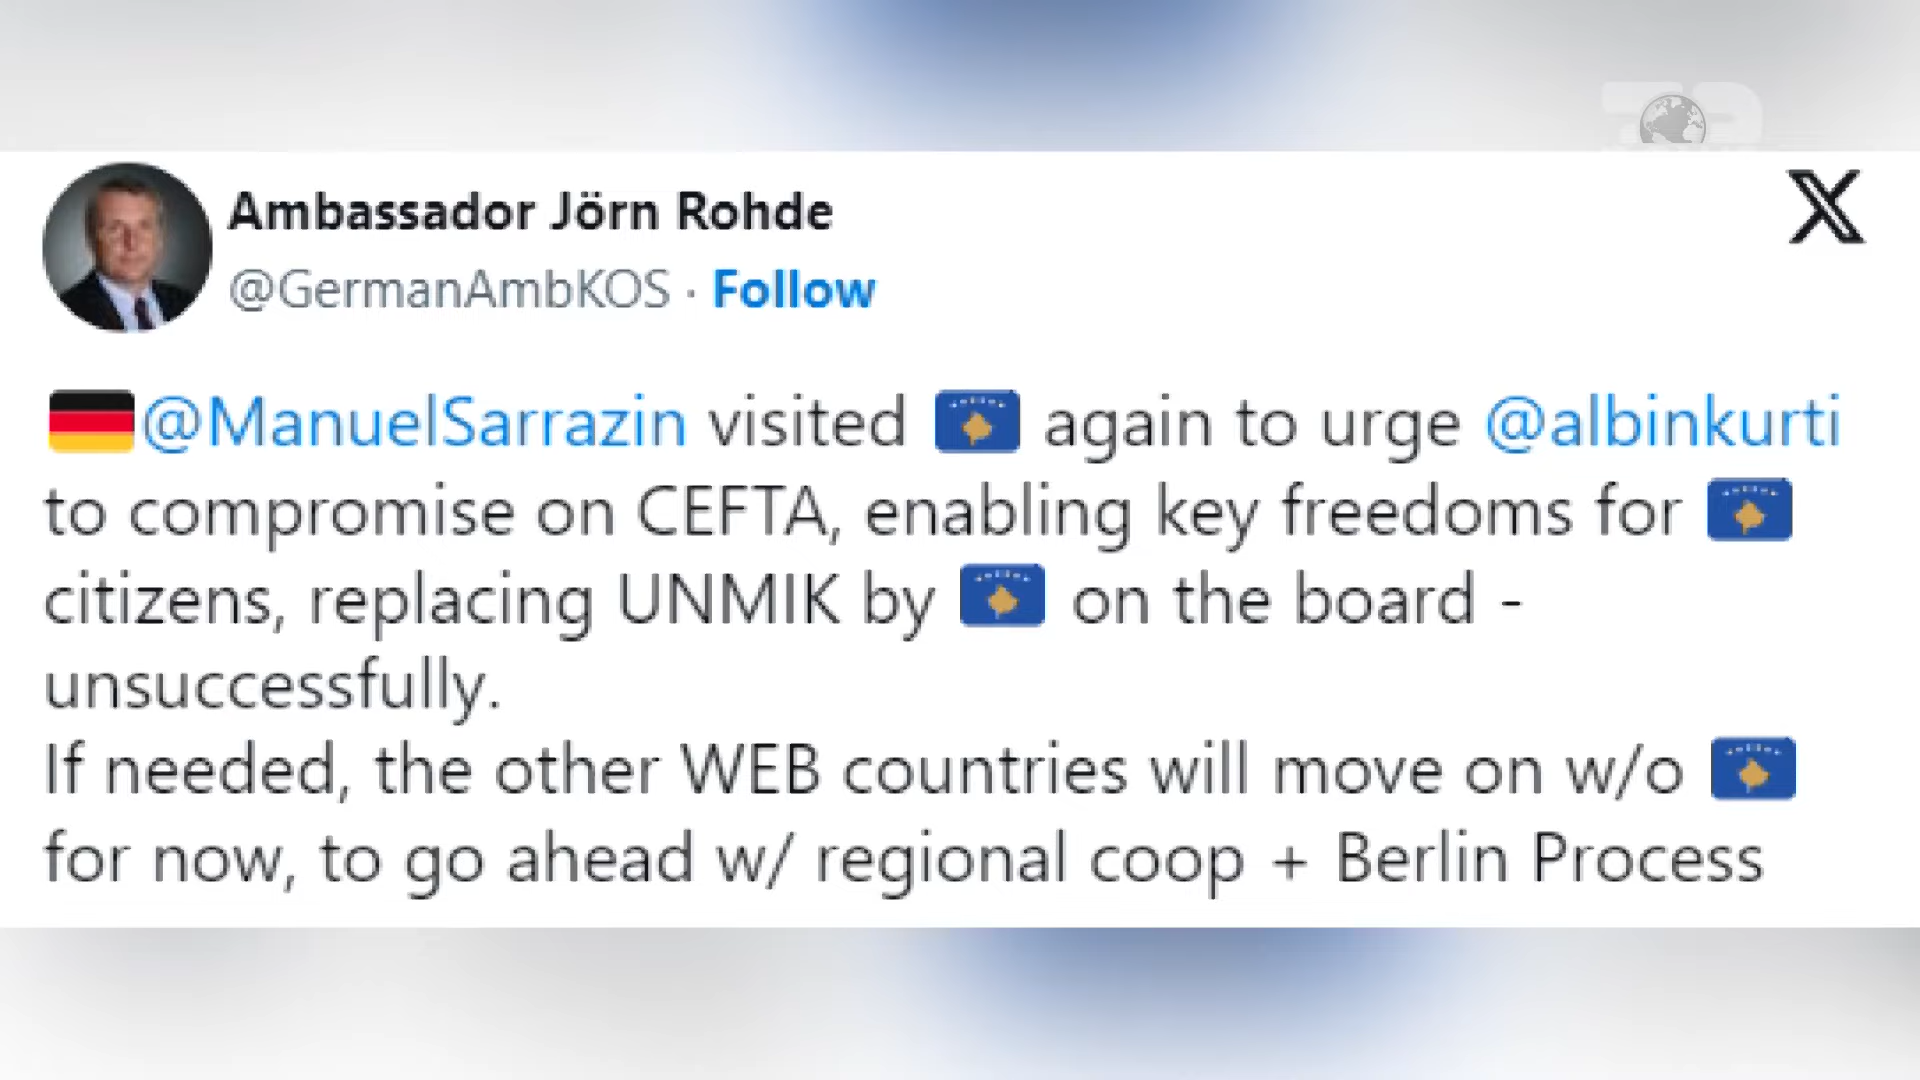 Ambassador Jörn Rohde
@GermanAmbKOS · Follow
🇩🇪@ManuelSarrazin visited 🇽🇰 again to urge @albinkurti
to compromise on CEFTA, enabling key freedoms for 🇽🇰
citizens, replacing UNMIK by 🇽🇰 on the board -
unsuccessfully.
If needed, the other WEB countries will move on w/o 🇽🇰
for now, to go ahead w/ regional coop + Berlin Process